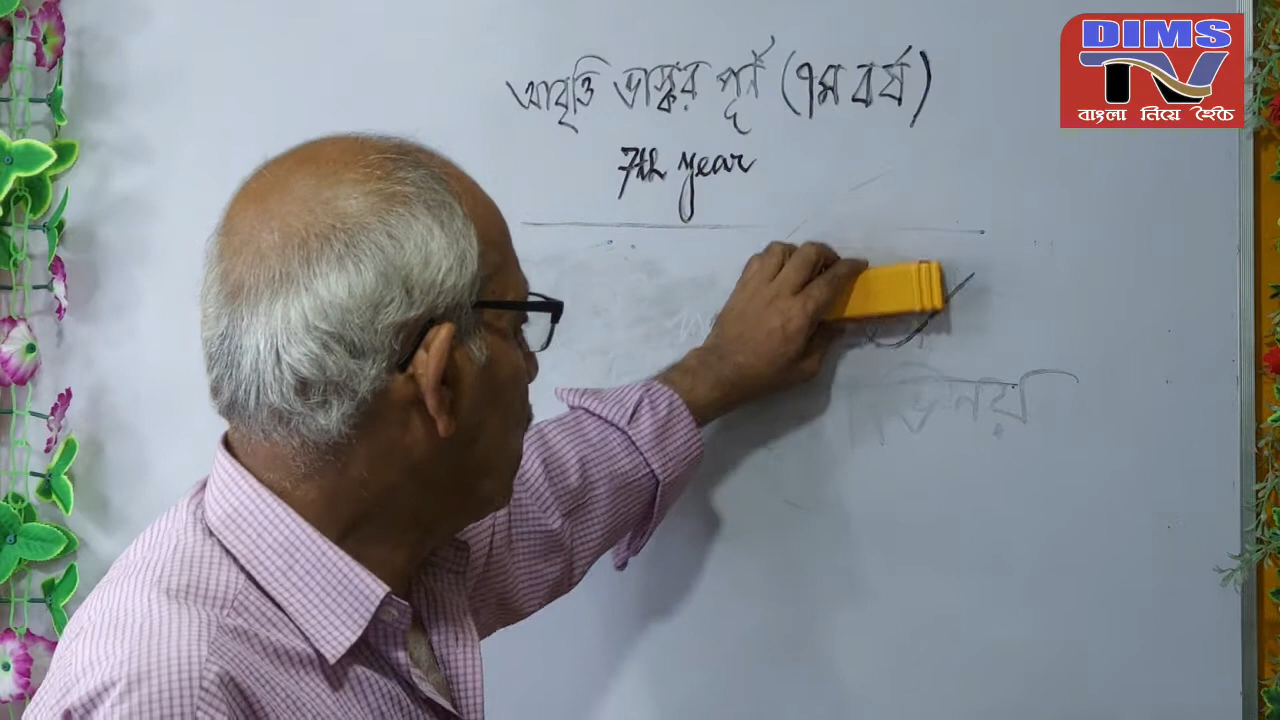 আবৃত্তি ভাস্কর পূর্ন (৭ম বর্ষ)
7th year
DIMS
TV
বাংলা নিয়ে হৈচৈ